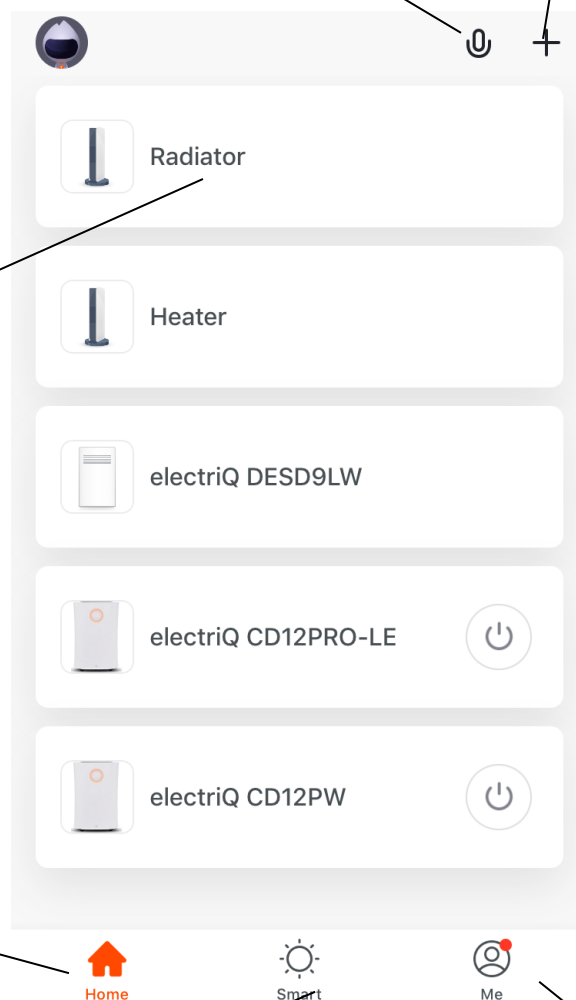 Radiator
Heater
electriQ DESD9LW
electriQ CD12PRO-LE
electriQ CD12PW
Home
Smart
Me